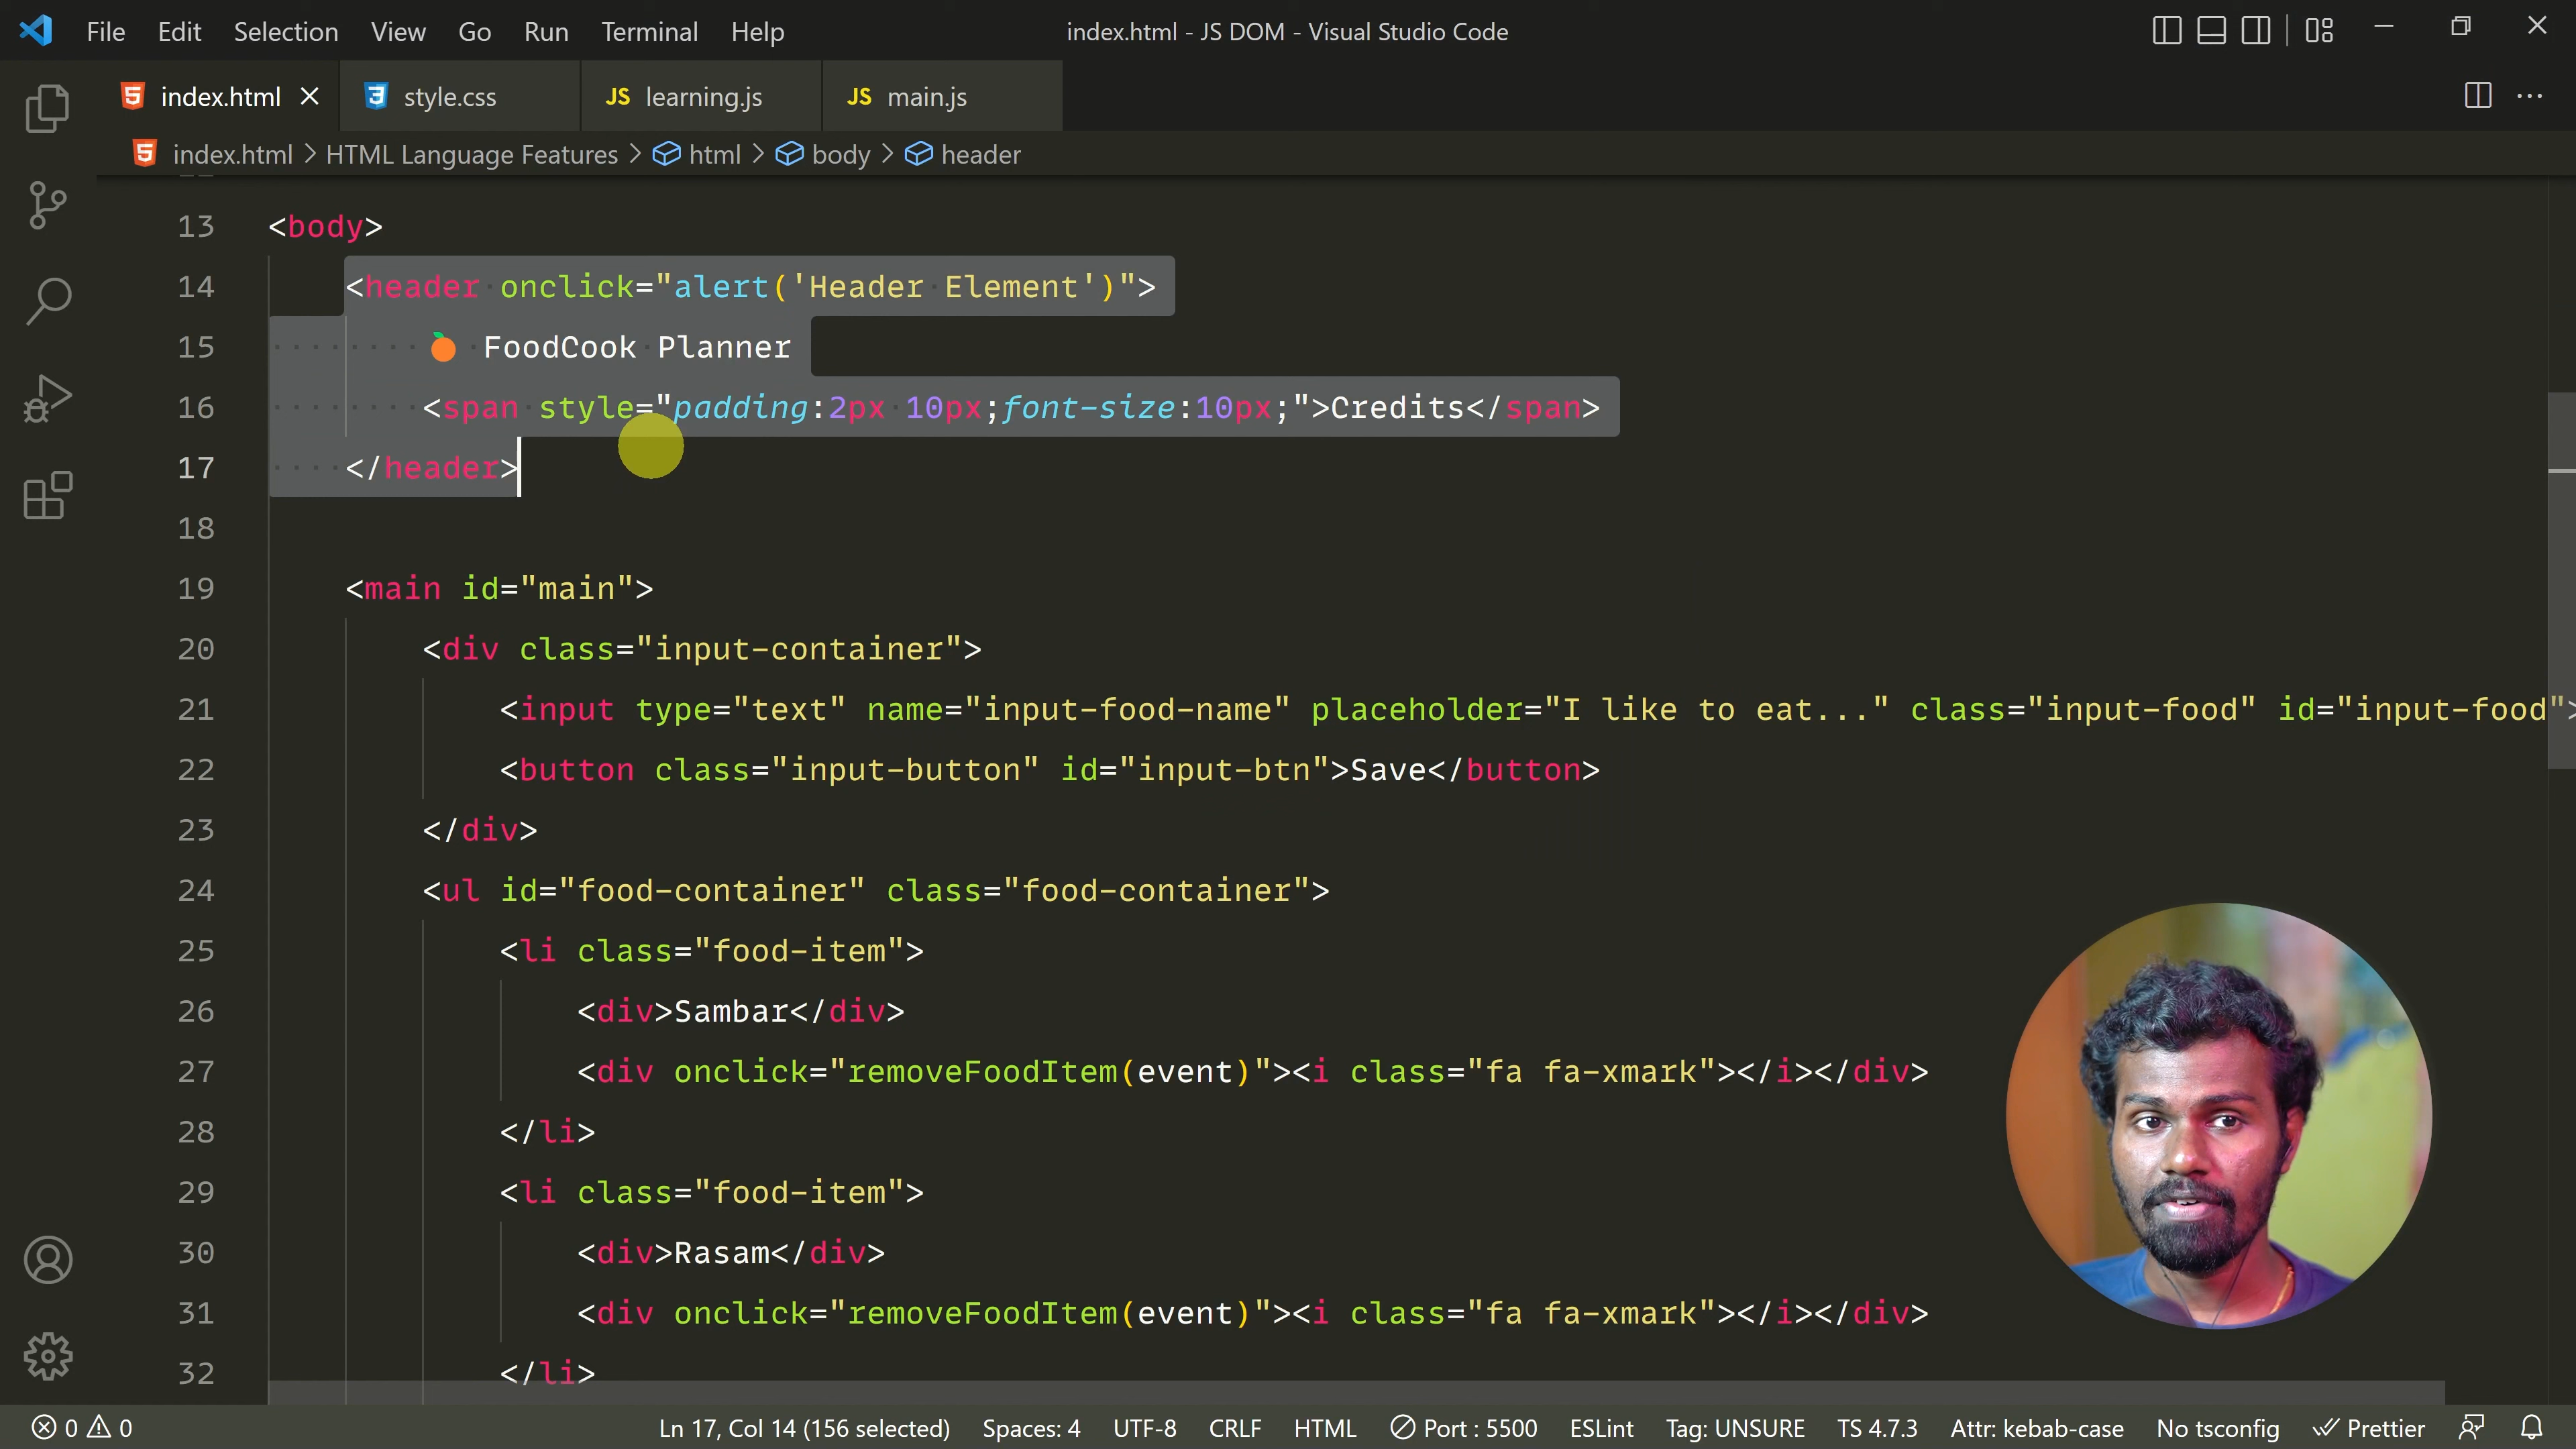 File Edit Selection View Go Run Terminal Help index.html - JS DOM - Visual Studio Code
index.html style.css JS learning.js JS main.js
index.html > HTML Language Features > html > body > header
13 <body>
14 <header onclick="alert('Header Element')">
15 🍊 FoodCook Planner
16 <span style="padding:2px 10px;font-size:10px;">Credits</span>
17 </header>
18
19 <main id="main">
20 <div class="input-container">
21 <input type="text" name="input-food-name" placeholder="I like to eat..." class="input-food" id="input-food">
22 <button class="input-button" id="input-btn">Save</button>
23 </div>
24 <ul id="food-container" class="food-container">
25 <li class="food-item">
26 <div>Sambar</div>
27 <div onclick="removeFoodItem(event)"><i class="fa fa-xmark"></i></div>
28 </li>
29 <li class="food-item">
30 <div>Rasam</div>
31 <div onclick="removeFoodItem(event)"><i class="fa fa-xmark"></i></div>
32 </li>
0 0 Ln 17, Col 14 (156 selected) Spaces: 4 UTF-8 CRLF HTML Port : 5500 ESLint Tag: UNSURE TS 4.7.3 Attr: kebab-case No tsconfig Prettier